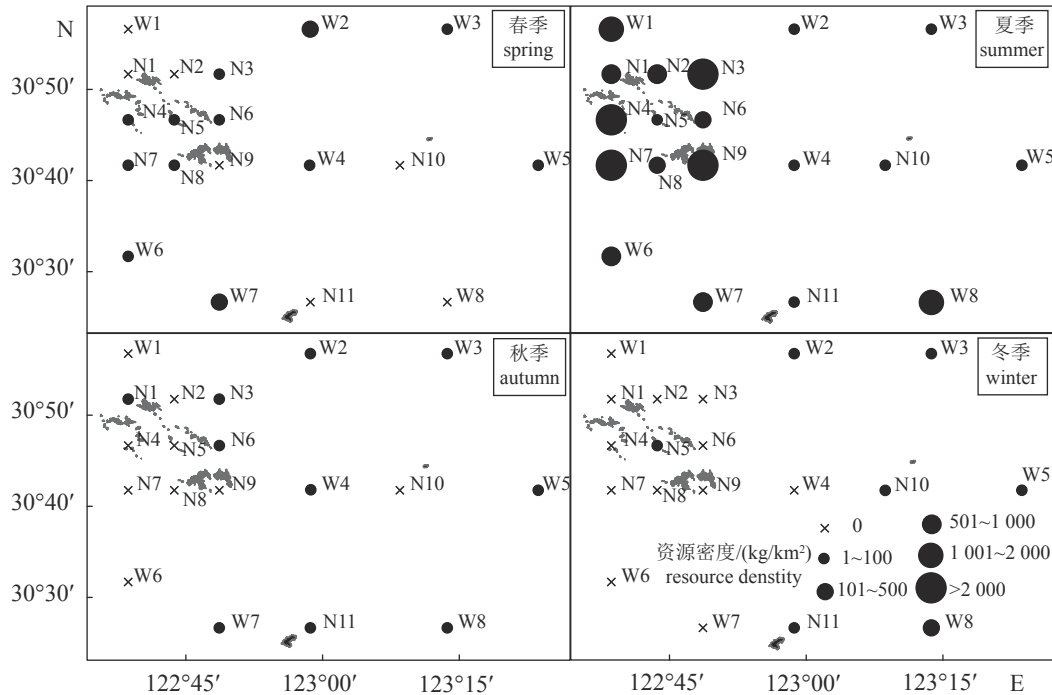 N
W1 W2 W3
春季
spring
N1 N2 N3
30°50′
N4 N5 N6
N7 N8 N9 W4 N10 W5
30°40′
W6
30°30′
W7 N11 W8
W1 W2 W3
夏季
summer
N1 N2 N3
N4 N5 N6
N7 N8 N9 W4 N10 W5
W6
W7 N11 W8
W1 W2 W3
秋季
autumn
N1 N2 N3
30°50′
N4 N5 N6
N7 N8 N9 W4 N10 W5
30°40′
W6
30°30′
W7 N11 W8
W1 W2 W3
冬季
winter
N1 N2 N3
N4 N5 N6
N7 N8 N9 W4 N10 W5
W6
W7 N11 W8
资源密度/(kg/km²)
resource denstity
0
1~100
101~500
501~1 000
1 001~2 000
>2 000
122°45′ 123°00′ 123°15′
122°45′ 123°00′ 123°15′ E